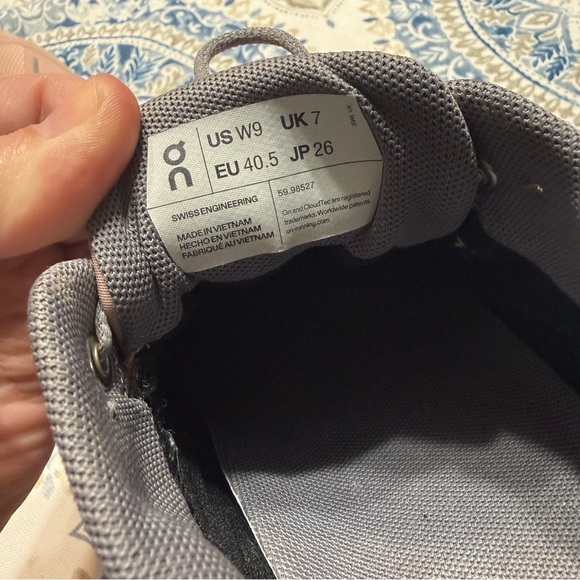 on
US W9 UK 7
EU 40.5 JP 26
SWISS ENGINEERING
MADE IN VIETNAM
HECHO EN VIETNAM
FABRIQUÉ AU VIETNAM
59.98527
On and CloudTec are registered
trademarks. Worldwide patents.
on-running.com